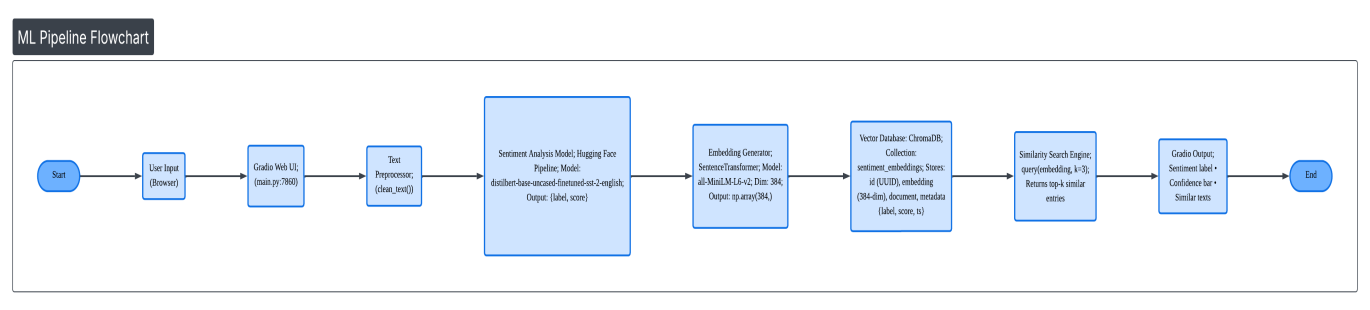 ML Pipeline Flowchart
Start
User Input
(Browser)
Gradio Web UI;
(main.py:7860)
Text
Preprocessor;
(clean_text())
Sentiment Analysis Model; Hugging Face
Pipeline; Model:
distilbert-base-uncased-finetuned-sst-2-english;
Output: {label, score}
Embedding Generator;
SentenceTransformer; Model:
all-MiniLM-L6-v2; Dim: 384;
Output: np.array(384,)
Vector Database: ChromaDB;
Collection:
sentiment_embeddings; Stores:
id (UUID), embedding
(384-dim), document, metadata
{label, score, ts}
Similarity Search Engine;
query(embedding, k=3);
Returns top-k similar
entries
Gradio Output;
Sentiment label •
Confidence bar •
Similar texts
End